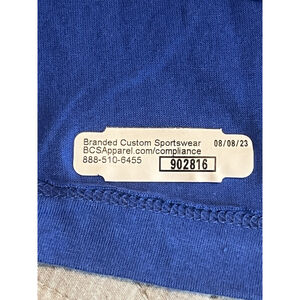 Branded Custom Sportswear 08/08/23
BCSApparel.com/compliance
888-510-6455 902816